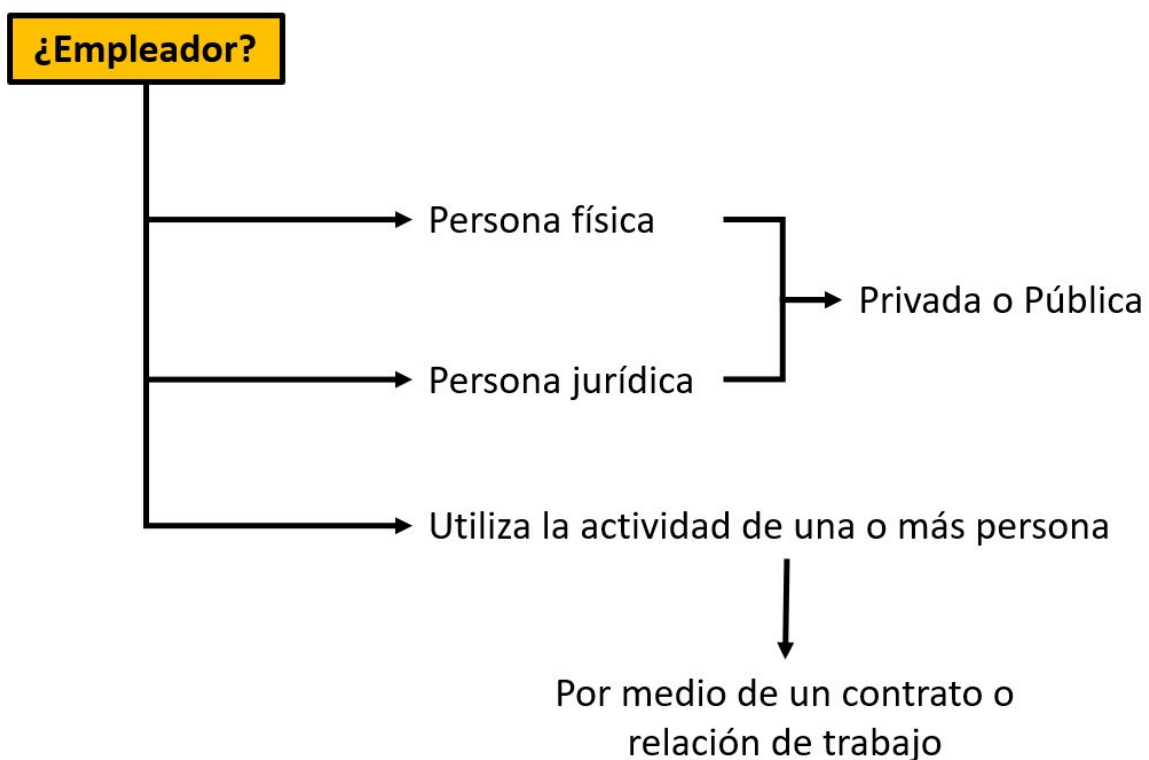 ¿Empleador?
Persona física
Privada o Pública
Persona jurídica
Utiliza la actividad de una o más persona
Por medio de un contrato o
relación de trabajo